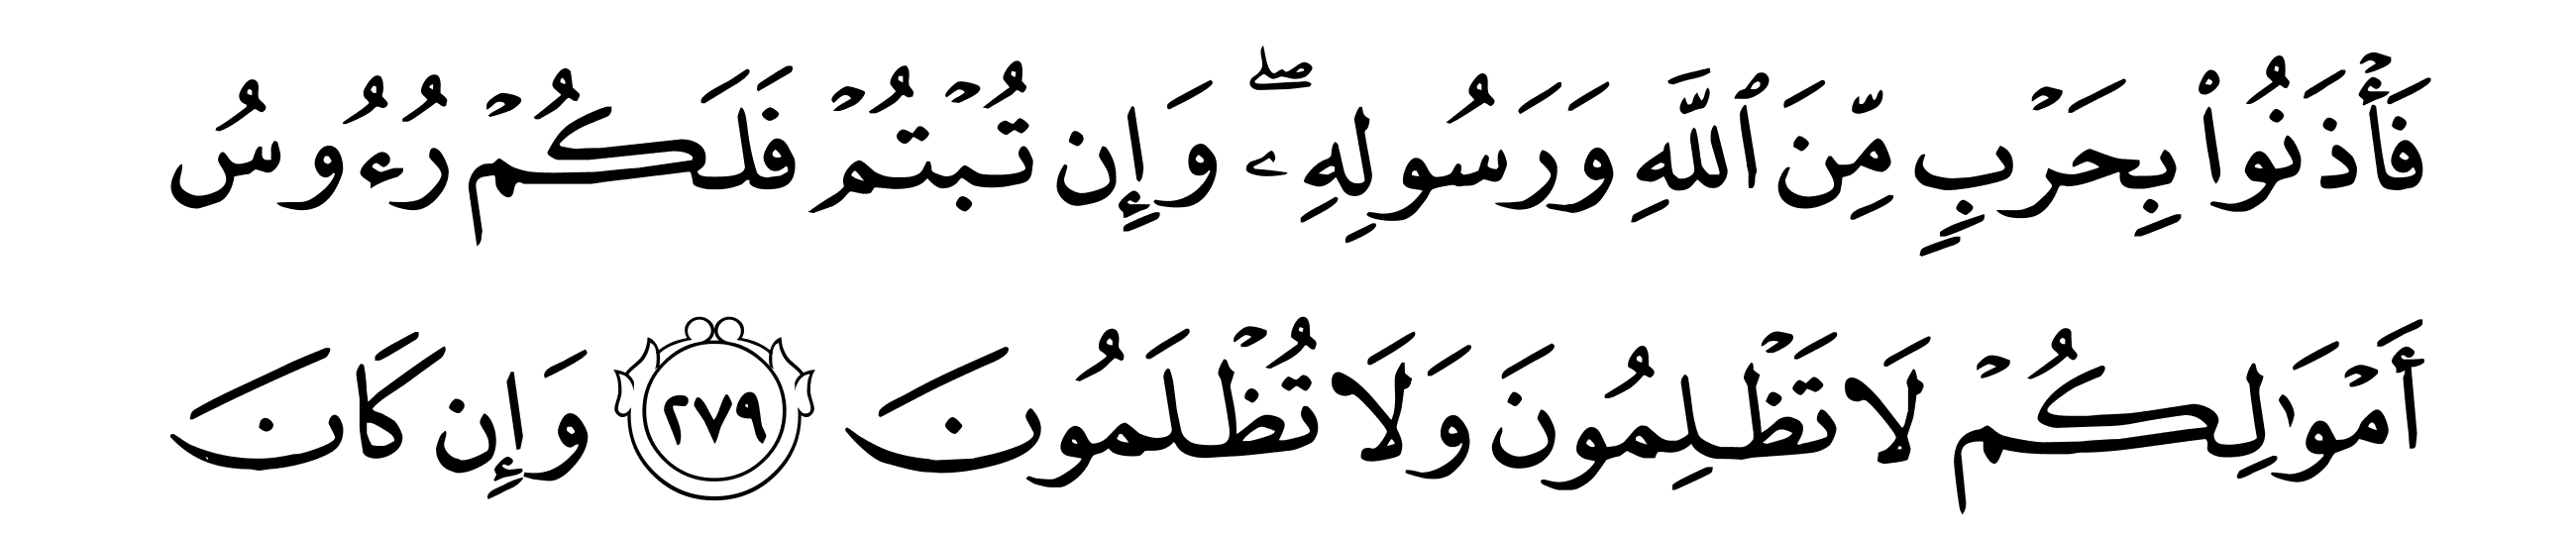 فَأۡذَنُواْ بِحَرۡبٖ مِّنَ ٱللَّهِ وَرَسُولِهِۦۖ وَإِن تُبۡتُمۡ فَلَكُمۡ رُءُوسُ
أَمۡوَٰلِكُمۡ لَا تَظۡلِمُونَ وَلَا تُظۡلَمُونَ ٢٧٩ وَإِن كَانَ